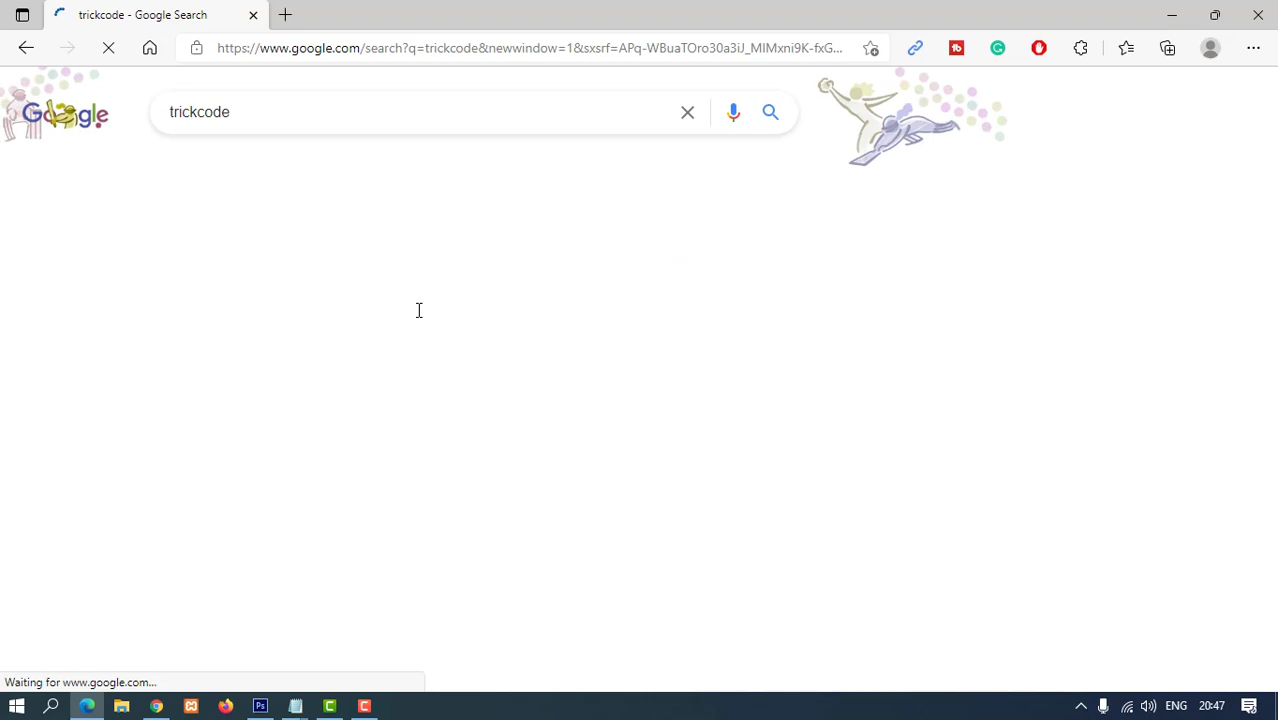 trickcode - Google Search
https://www.google.com/search?q=trickcode&newwindow=1&sxsrf=APq-WBuaTOro30a3iJ_MIMxni9K-fxG...
Google
trickcode
Waiting for www.google.com...
Ps
C
C
ENG
20:47